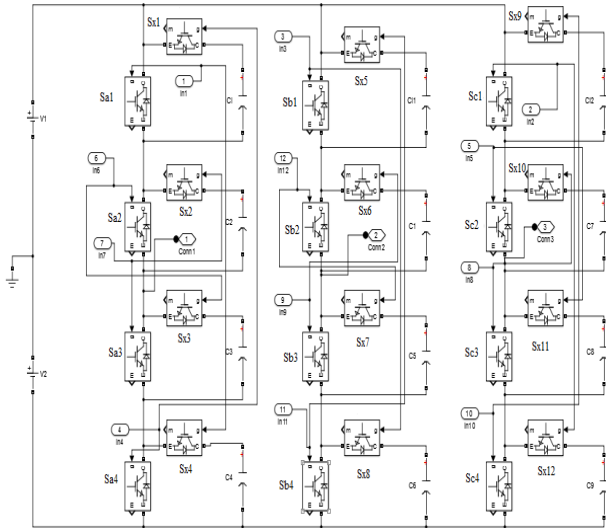 Sx1
Sx9
m
g
E
C
1
In1
Sa1
CI
3
In3
Sx5
Sb1
CI1
Sc1
2
In2
CI2
V1
6
In6
Sa2
Sx2
C2
12
In12
Sb2
Sx6
C1
5
In5
Sx10
Sc2
C7
7
In7
1
Conn1
2
Conn2
3
Conn3
9
In9
8
In8
Sa3
Sx3
C3
Sb3
Sx7
C5
Sc3
Sx11
C8
V2
4
In4
Sx4
Sa4
C4
11
In11
Sx8
Sb4
C6
10
In10
Sx12
Sc4
C9